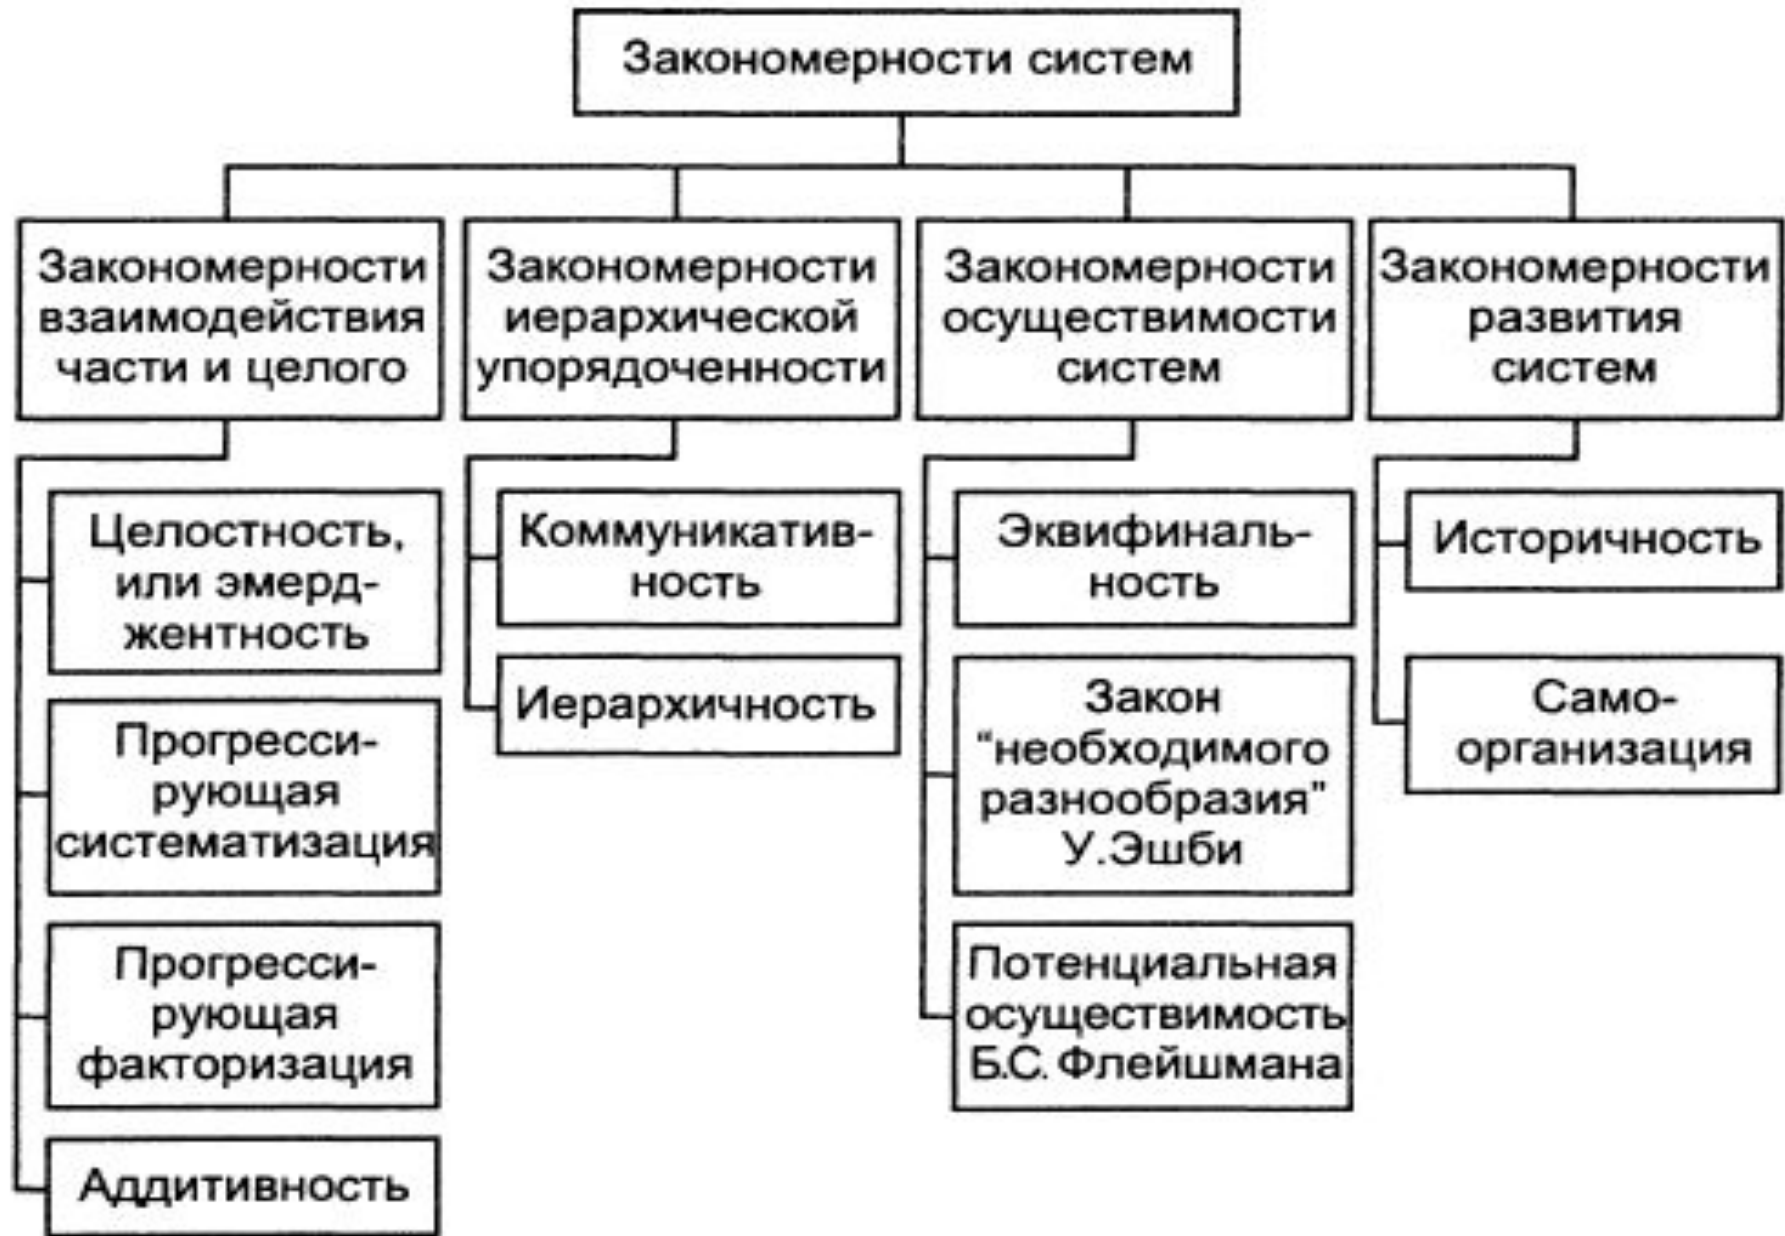 Закономерности систем
Закономерности
взаимодействия
части и целого
Целостность,
или эмерд-
жентность
Прогресси-
рующая
систематизация
Прогресси-
рующая
факторизация
Аддитивность
Закономерности
иерархической
упорядоченности
Коммуникатив-
ность
Иерархичность
Закономерности
осуществимости
систем
Эквифиналь-
ность
Закон
“необходимого
разнообразия”
У.Эшби
Потенциальная
осуществимость
Б.С. Флейшмана
Закономерности
развития
систем
Историчность
Само-
организация